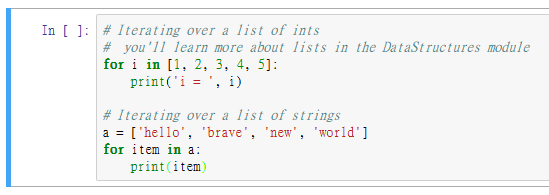 In [ ]: # Iterating over a list of ints
# you'll learn more about lists in the DataStructures module
for i in [1, 2, 3, 4, 5]:
    print('i = ', i)
# Iterating over a list of strings
a = ['hello', 'brave', 'new', 'world']
for item in a:
    print(item)